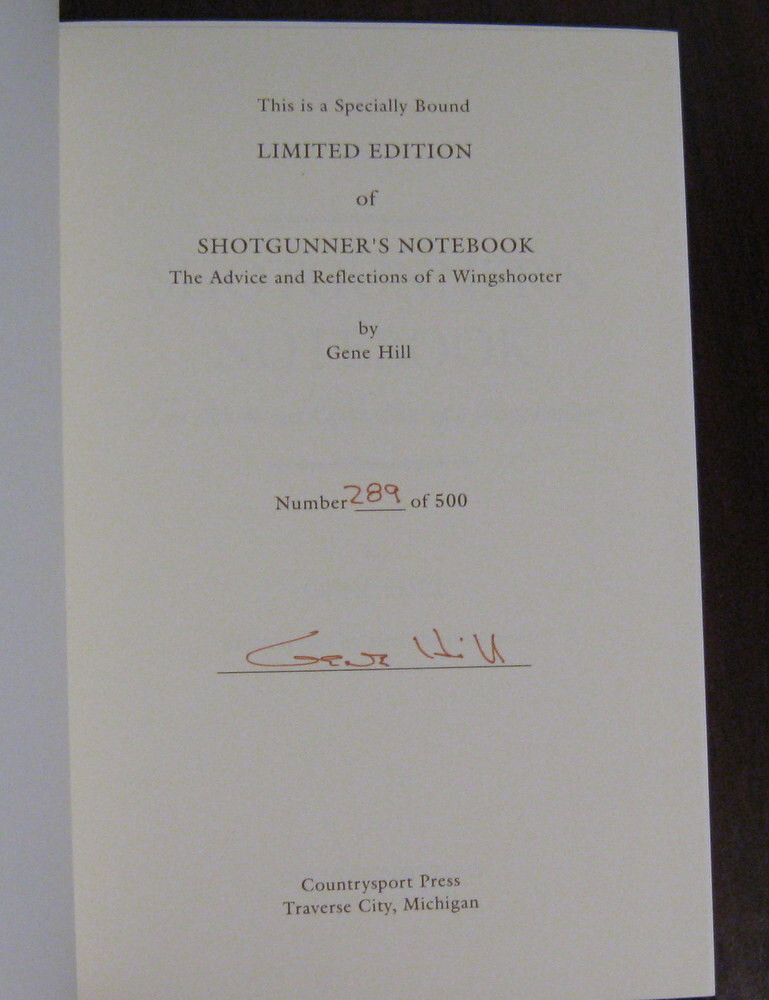 This is a Specially Bound
LIMITED EDITION
of
SHOTGUNNER'S NOTEBOOK
The Advice and Reflections of a Wingshooter
by
Gene Hill
Number 289 of 500
Gene Hill
Countrysport Press
Traverse City, Michigan